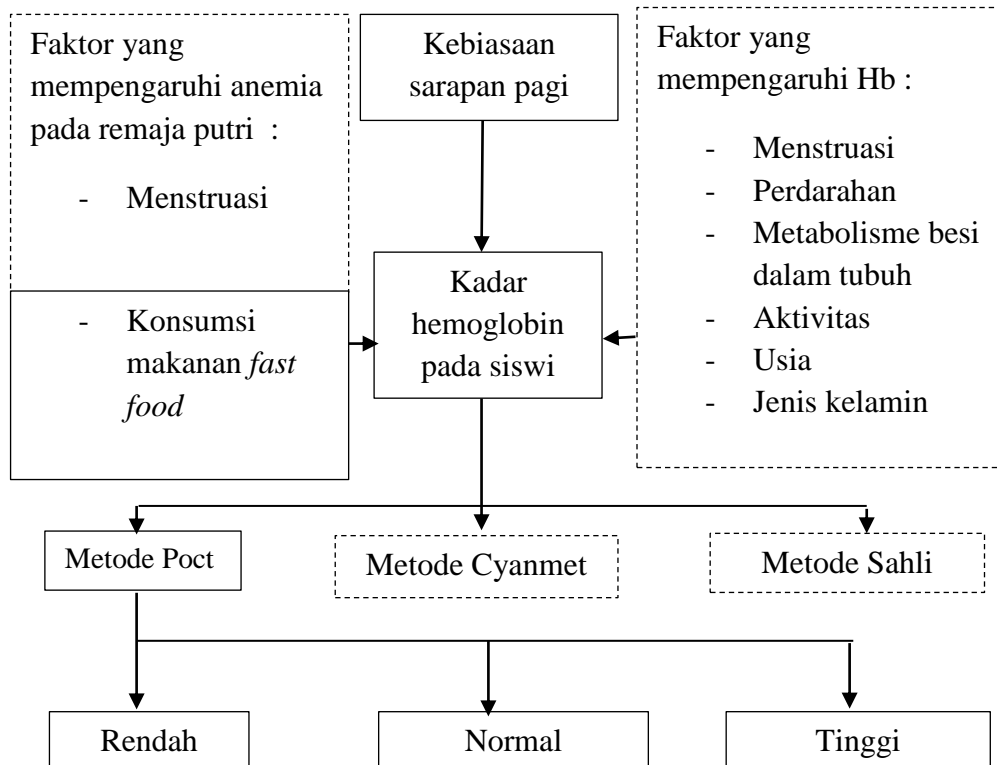 Faktor yang
mempengaruhi anemia
pada remaja putri :
- Menstruasi
- Konsumsi
makanan fast
food
Kebiasaan
sarapan pagi
Kadar
hemoglobin
pada siswi
Faktor yang
mempengaruhi Hb :
- Menstruasi
- Perdarahan
- Metabolisme besi
dalam tubuh
- Aktivitas
- Usia
- Jenis kelamin
Metode Poct
Metode Cyanmet
Metode Sahli
Rendah
Normal
Tinggi